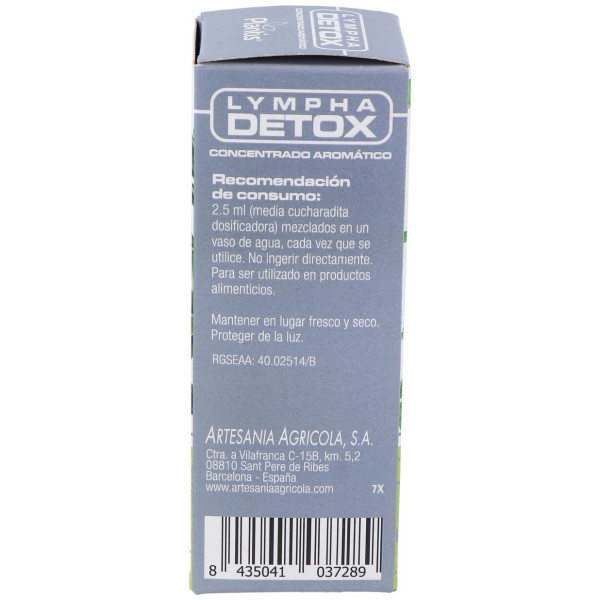 Plantus
LYMPHA
DETOX
CONCENTRADO AROMÁTICO
LYMPHA
DETOX
CONCENTRADO AROMÁTICO
Recomendación
de consumo:
2.5 ml (media cucharadita
dosificadora) mezclados en un
vaso de agua, cada vez que se
utilice. No ingerir directamente.
Para ser utilizado en productos
alimenticios.
Mantener en lugar fresco y seco.
Proteger de la luz.
RGSEAA: 40.02514/B
ARTESANIA AGRICOLA, S.A.
Ctra. a Vilafranca C-15B, km. 5,2
08810 Sant Pere de Ribes
Barcelona - España
www.artesaniaagricola.com 7X
8 435041 037289